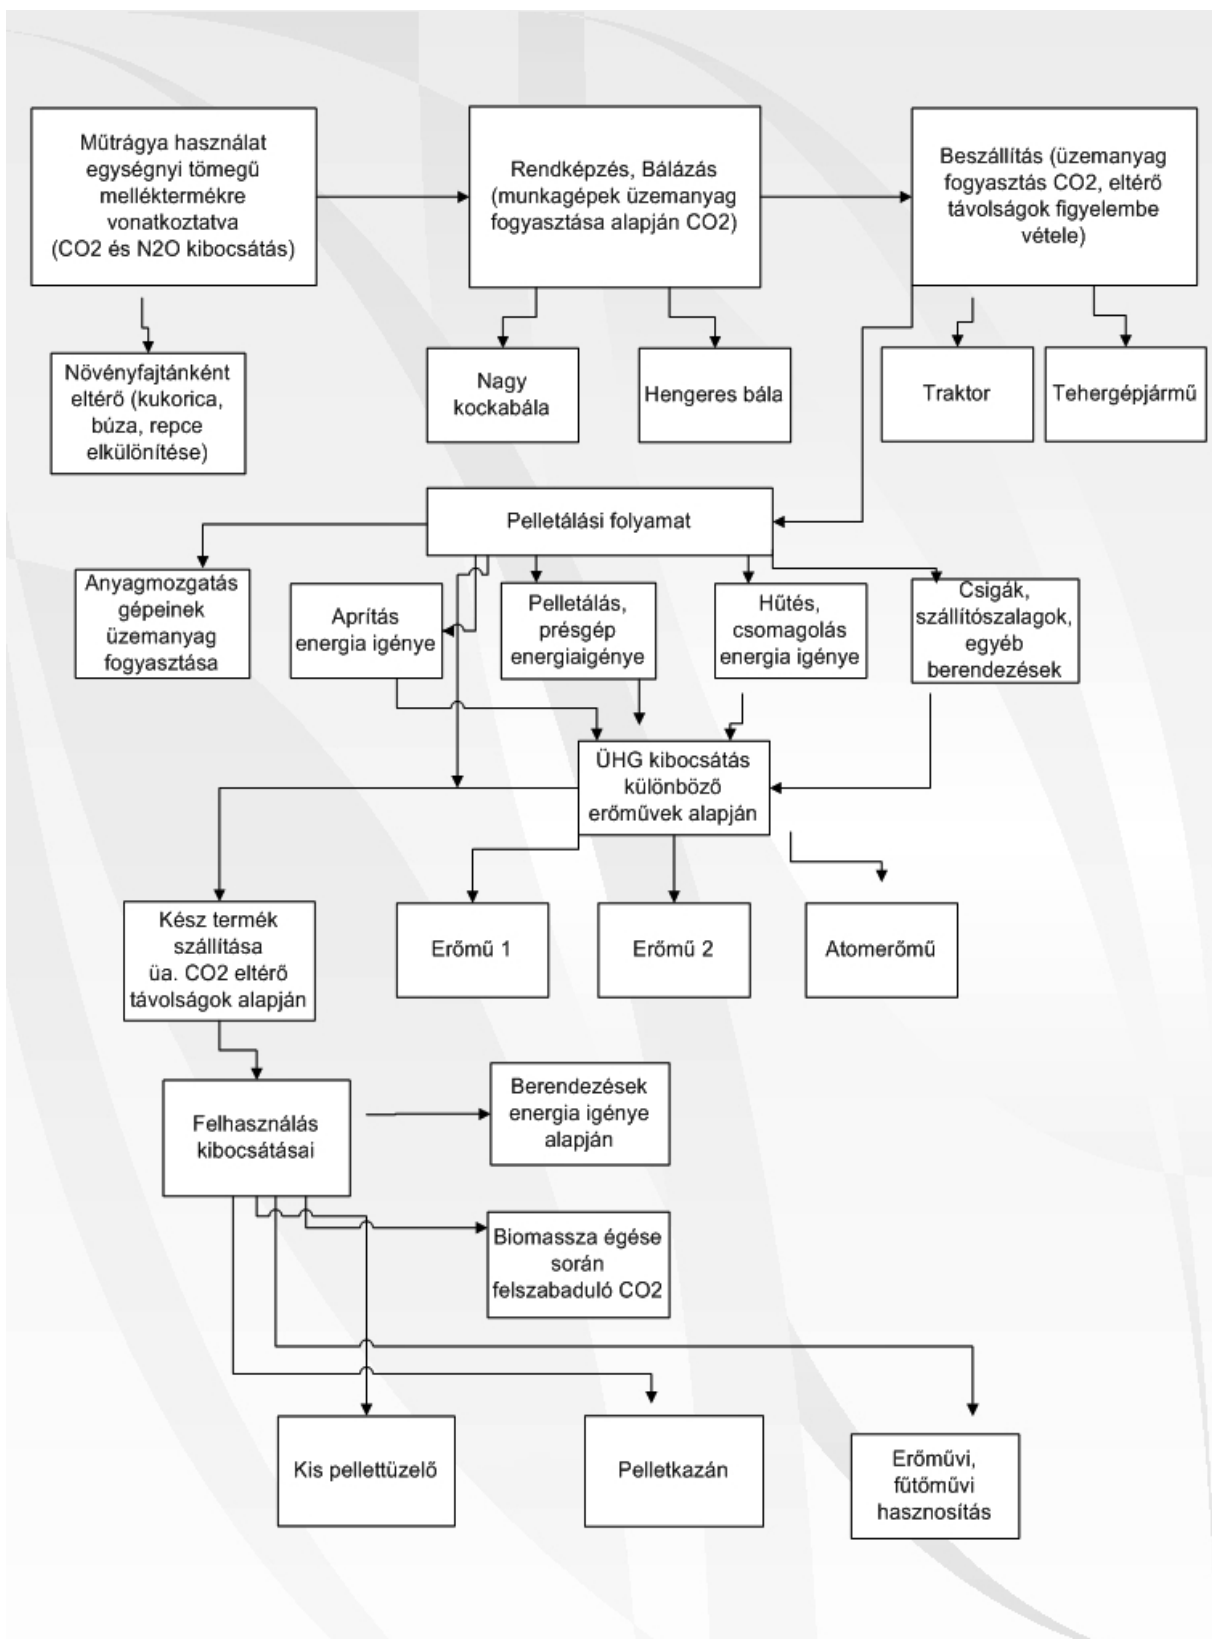 Műtrágya használat
egységnyi tömegű
melléktermékre
vonatkoztatva
(CO2 és N2O kibocsátás)
Rendképzés, Bálázás
(munkagépek üzemanyag
fogyasztása alapján CO2)
Beszállítás (üzemanyag
fogyasztás CO2, eltérő
távolságok figyelembe
vétele)
Növényfajtánként
eltérő (kukorica,
búza, repce
elkülönítése)
Nagy
kockabála
Hengeres bála
Traktor
Tehergépjármű
Pelletálási folyamat
Anyagmozgatás
gépeinek
üzemanyag
fogyasztása
Aprítás
energia igénye
Pelletálás,
présgép
energiaigénye
Hűtés,
csomagolás
energia igénye
Csigák,
szállítószalagok,
egyéb
berendezések
ÜHG kibocsátás
különböző
erőművek alapján
Kész termék
szállítása
üa. CO2 eltérő
távolságok alapján
Erőmű 1
Erőmű 2
Atomerőmű
Felhasználás
kibocsátásai
Berendezések
energia igénye
alapján
Biomassza égése
során
felszabaduló CO2
Kis pellettüzelő
Pelletkazán
Erőművi,
fűtőművi
hasznosítás